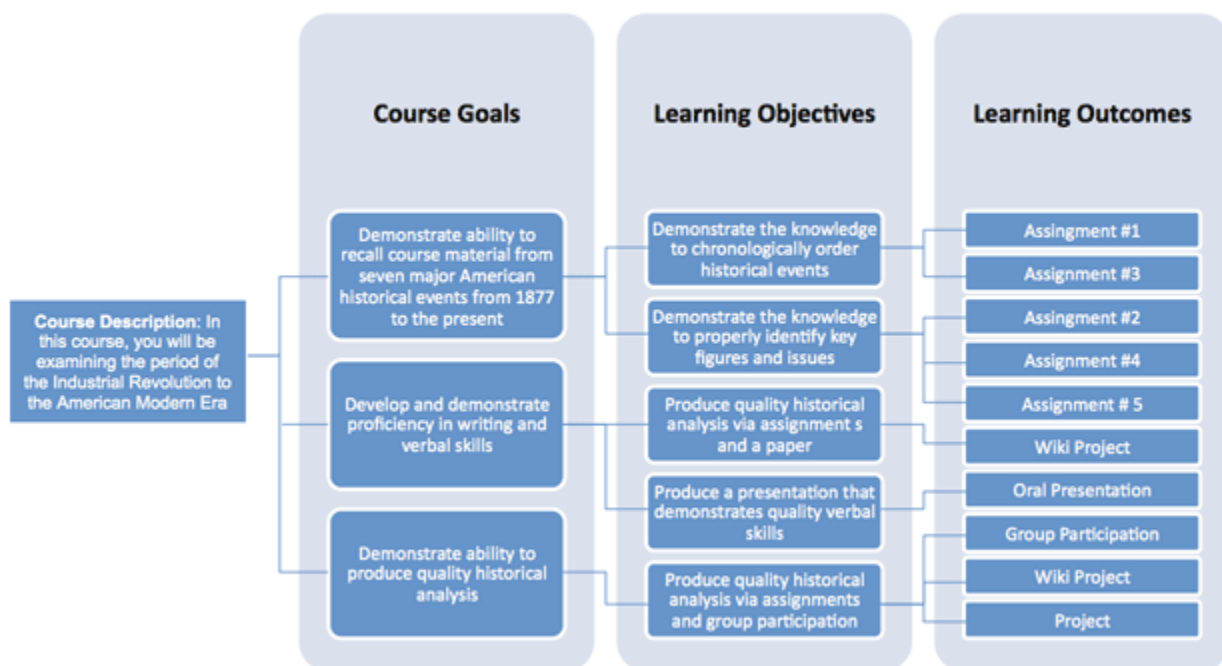 Course Goals
Learning Objectives
Learning Outcomes
Course Description: In
this course, you will be
examining the period of
the Industrial Revolution to
the American Modern Era
Demonstrate ability to
recall course material from
seven major American
historical events from 1877
to the present
Develop and demonstrate
proficiency in writing and
verbal skills
Demonstrate ability to
produce quality historical
analysis
Demonstrate the knowledge
to chronologically order
historical events
Demonstrate the knowledge
to properly identify key
figures and issues
Produce quality historical
analysis via assignment s
and a paper
Produce a presentation that
demonstrates quality verbal
skills
Produce quality historical
analysis via assignments
and group participation
Assingment #1
Assignment #3
Assingment #2
Assignment #4
Assignment # 5
Wiki Project
Oral Presentation
Group Participation
Wiki Project
Project